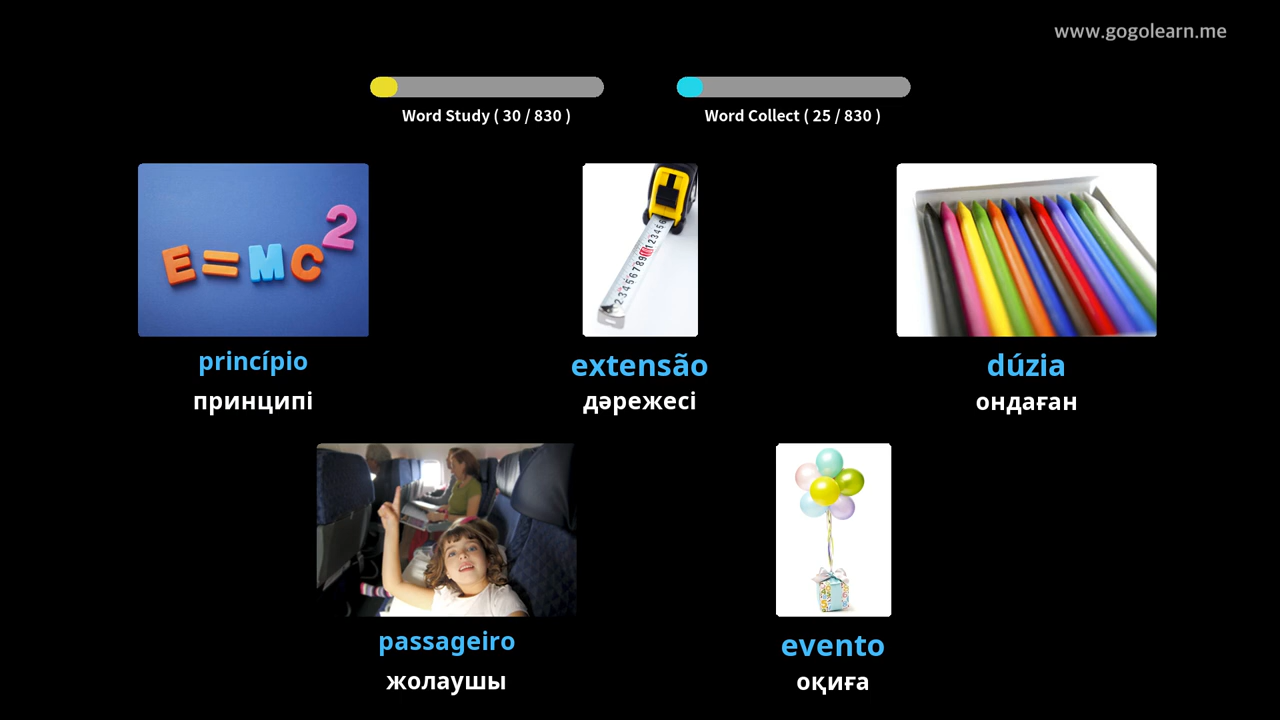 www.gogolearn.me
Word Study ( 30 / 830 )
Word Collect ( 25 / 830 )
E=MC2
princípio
принципі
extensão
дәрежесі
dúzia
ондаған
passageiro
жолаушы
evento
оқиға